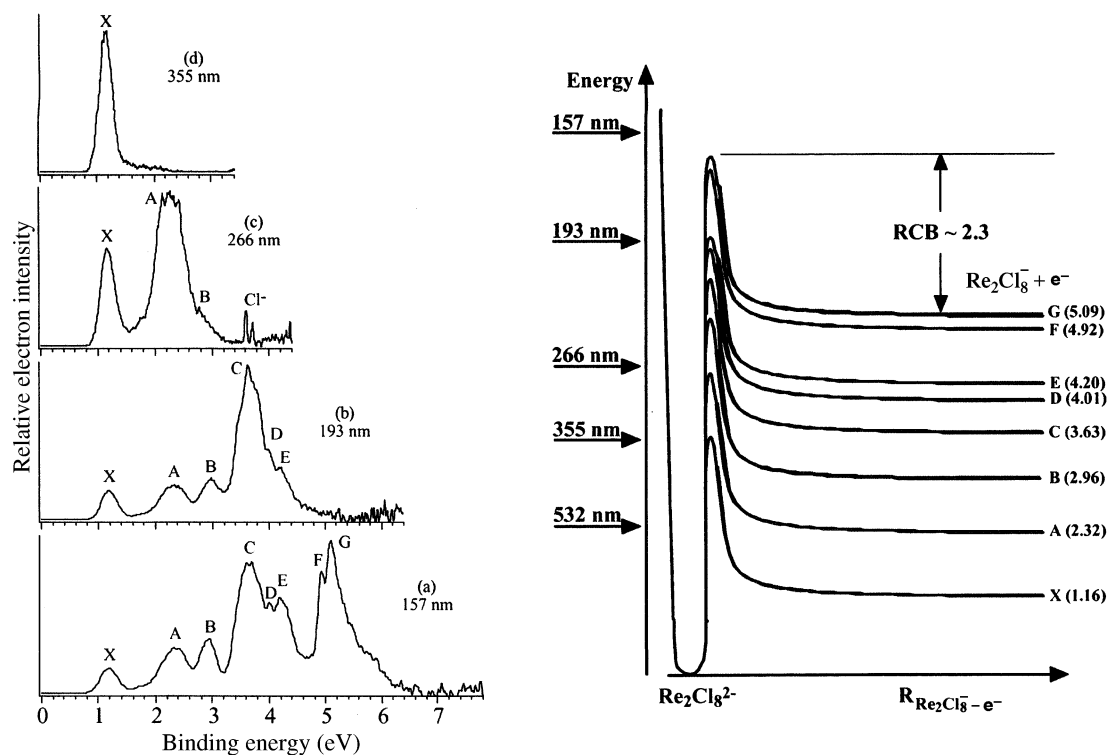 X
(d)
355 nm
A
X
(c)
266 nm
B
Cl⁻
C
(b)
193 nm
D
E
X
A
B
G
C
F
(a)
157 nm
D
E
X
A
B
0 1 2 3 4 5 6 7
Binding energy (eV)
Relative electron intensity
Energy
157 nm
193 nm
266 nm
355 nm
532 nm
RCB ~ 2.3
Re₂Cl₈⁻ + e⁻
G (5.09)
F (4.92)
E (4.20)
D (4.01)
C (3.63)
B (2.96)
A (2.32)
X (1.16)
Re₂Cl₈²⁻
R Re₂Cl₈⁻ – e⁻